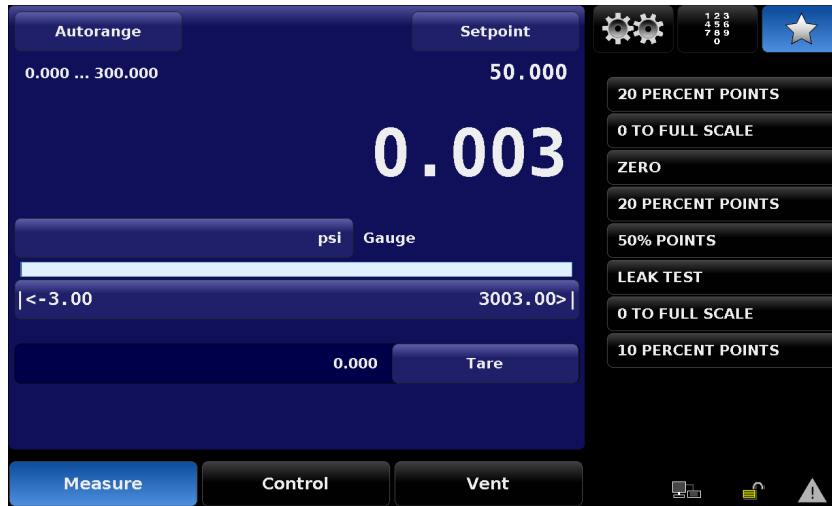 Autorange
Setpoint
1 2 3
4 5 6
7 8 9
0
0.000 ... 300.000
50.000
0.003
psi Gauge
|<-3.00
3003.00>|
0.000
Tare
Measure
Control
Vent
20 PERCENT POINTS
0 TO FULL SCALE
ZERO
20 PERCENT POINTS
50% POINTS
LEAK TEST
0 TO FULL SCALE
10 PERCENT POINTS